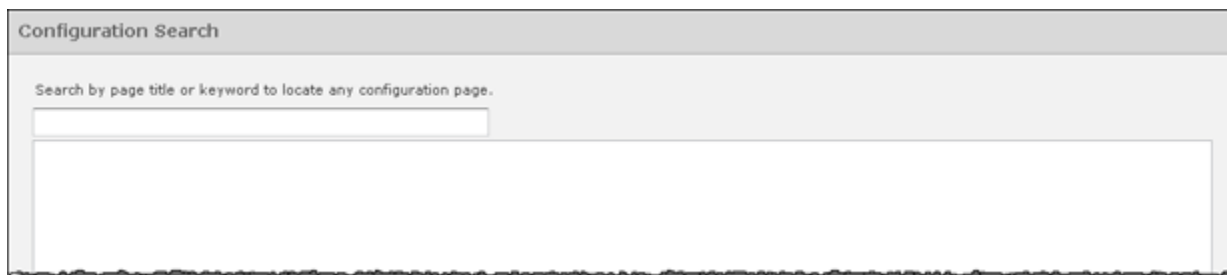 Configuration Search
Search by page title or keyword to locate any configuration page.